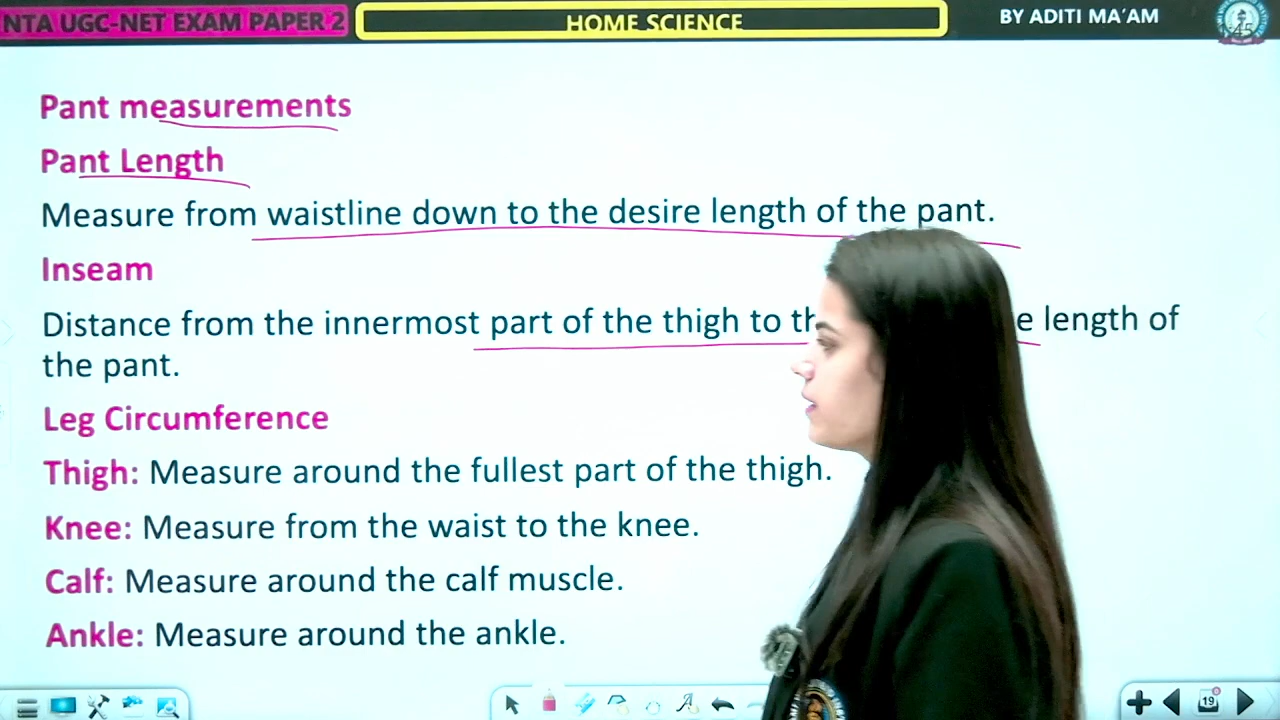 NTA UGC-NET EXAM PAPER 2
HOME SCIENCE
BY ADITI MA'AM
Pant measurements
Pant Length
Measure from waistline down to the desire length of the pant.
Inseam
Distance from the innermost part of the thigh to length of
the pant.
Leg Circumference
Thigh: Measure around the fullest part of the thigh.
Knee: Measure from the waist to the knee.
Calf: Measure around the calf muscle.
Ankle: Measure around the ankle.
19